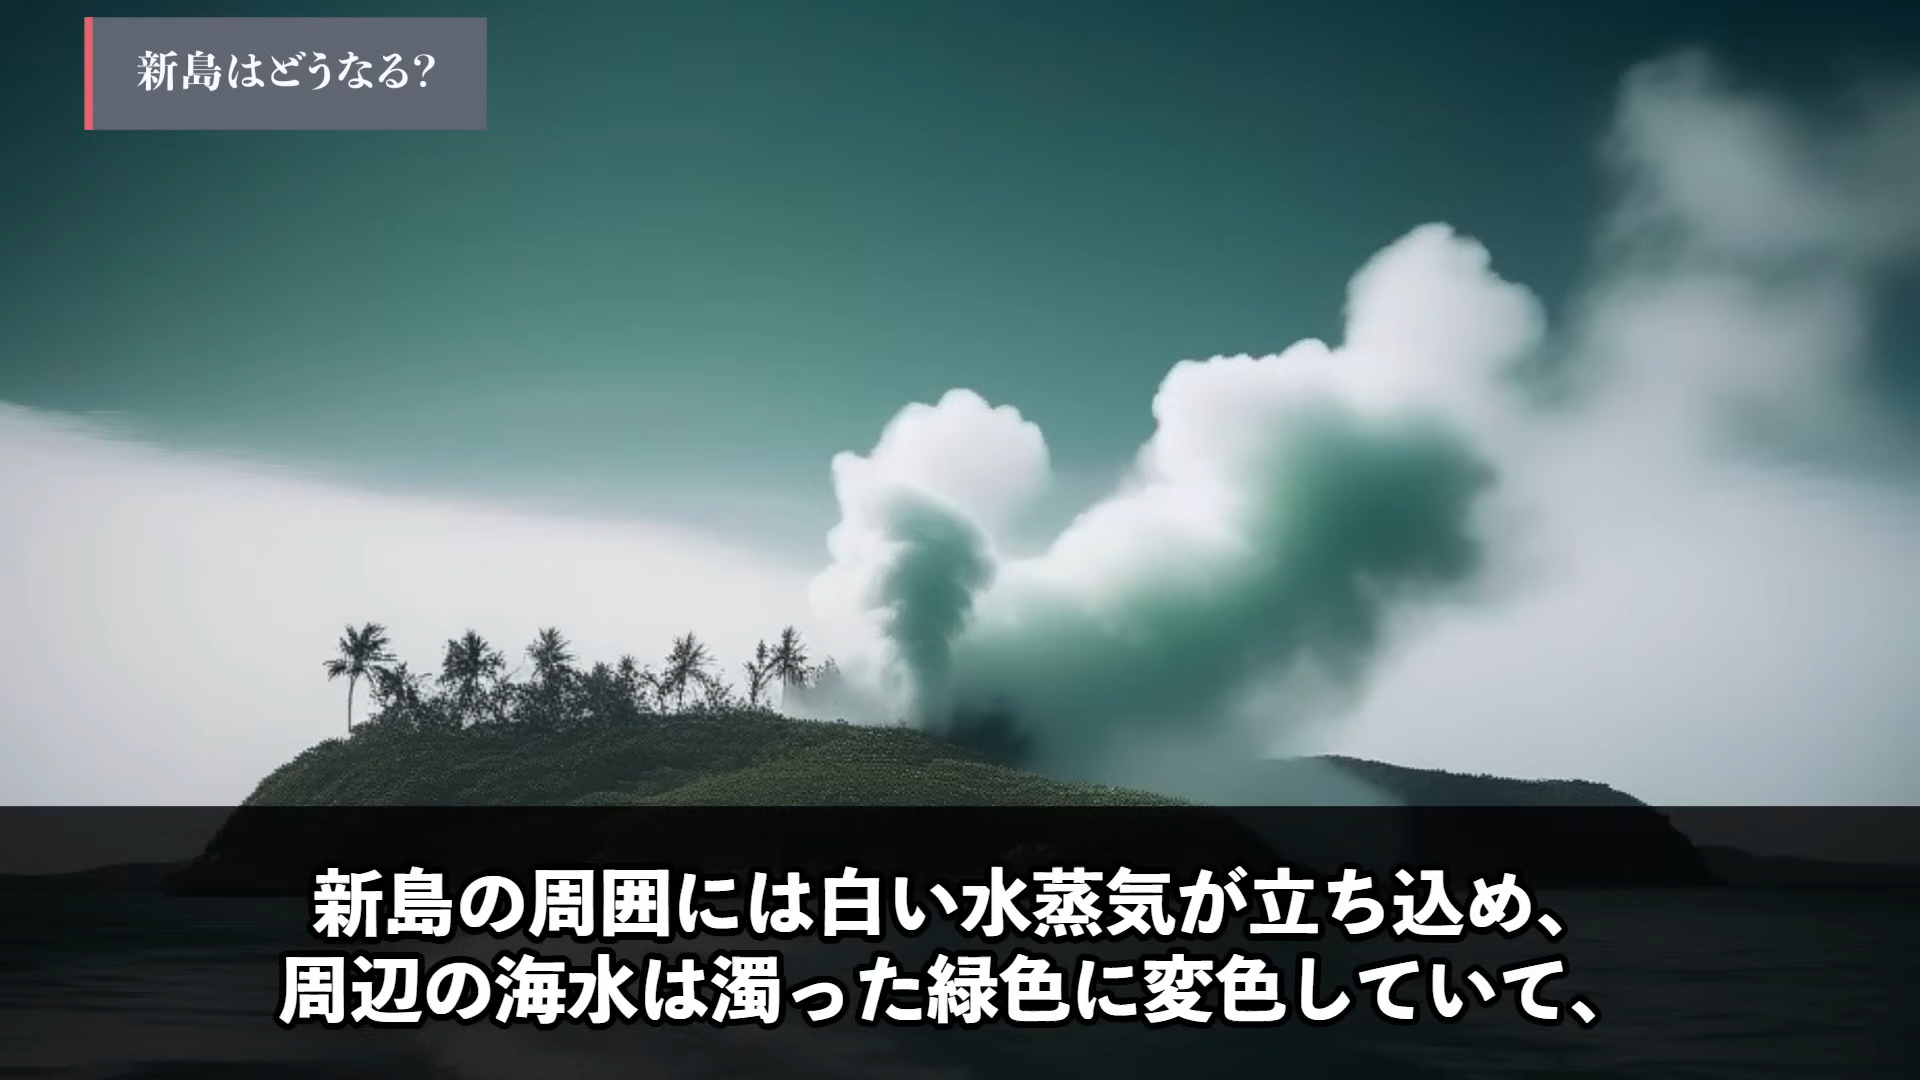 新島はどうなる?
新島の周囲には白い水蒸気が立ち込め、
周辺の海水は濁った緑色に変色していて、